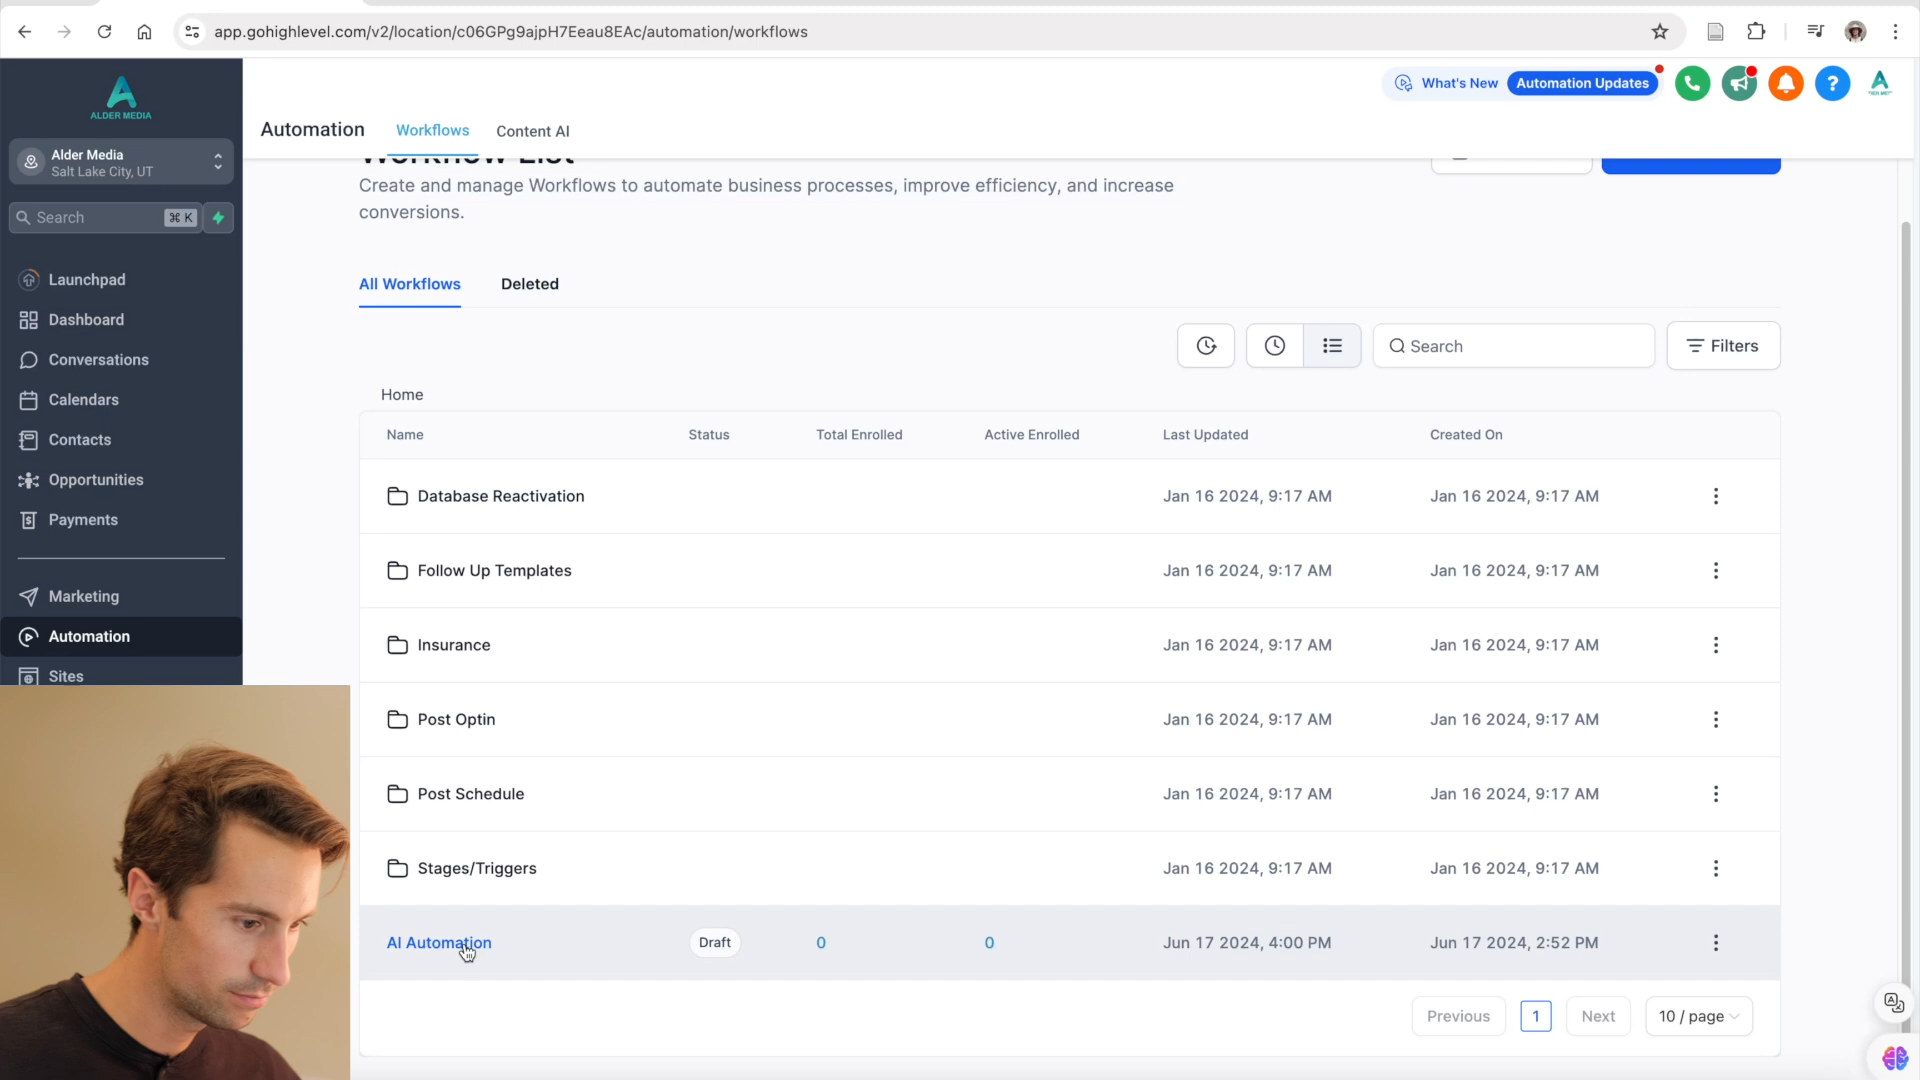 app.gohighlevel.com/v2/location/c06GPg9ajpH7Eeau8EAc/automation/workflows
ALDER MEDIA
What's New
Automation Updates
Automation
Workflows
Content AI
Alder Media
Salt Lake City, UT
Search
⌘ K
Launchpad
Dashboard
Conversations
Calendars
Contacts
Opportunities
Payments
Marketing
Automation
Sites
Workflow List
Create and manage Workflows to automate business processes, improve efficiency, and increase
conversions.
All Workflows
Deleted
Search
Filters
Home
Name Status Total Enrolled Active Enrolled Last Updated Created On
Database Reactivation Jan 16 2024, 9:17 AM Jan 16 2024, 9:17 AM
Follow Up Templates Jan 16 2024, 9:17 AM Jan 16 2024, 9:17 AM
Insurance Jan 16 2024, 9:17 AM Jan 16 2024, 9:17 AM
Post Optin Jan 16 2024, 9:17 AM Jan 16 2024, 9:17 AM
Post Schedule Jan 16 2024, 9:17 AM Jan 16 2024, 9:17 AM
Stages/Triggers Jan 16 2024, 9:17 AM Jan 16 2024, 9:17 AM
AI Automation Draft 0 0 Jun 17 2024, 4:00 PM Jun 17 2024, 2:52 PM
Previous 1 Next 10 / page